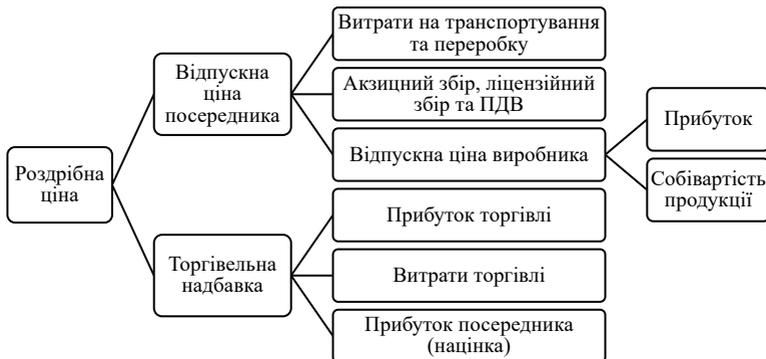 Роздрібна
ціна
Відпускна
ціна
посередника
Витрати на транспортування
та переробку
Акзицний збір, ліцензійний
збір та ПДВ
Відпускна ціна виробника
Прибуток
Собівартість
продукції
Торгівельна
надбавка
Прибуток торгівлі
Витрати торгівлі
Прибуток посередника
(націнка)